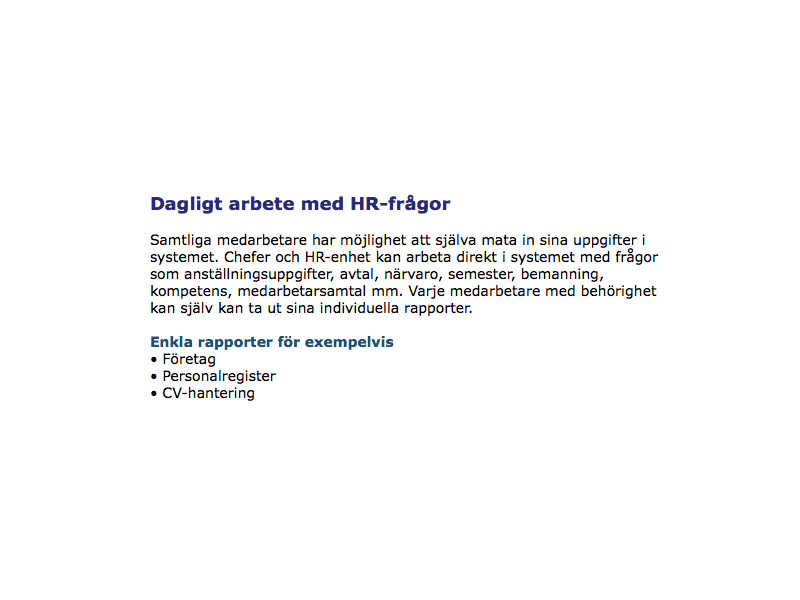 Dagligt arbete med HR-frågor
Samtliga medarbetare har möjlighet att själva mata in sina uppgifter i
systemet. Chefer och HR-enhet kan arbeta direkt i systemet med frågor
som anställningsuppgifter, avtal, närvaro, semester, bemanning,
kompetens, medarbetarsamtal mm. Varje medarbetare med behörighet
kan själv kan ta ut sina individuella rapporter.
Enkla rapporter för exempelvis
• Företag
• Personalregister
• CV-hantering